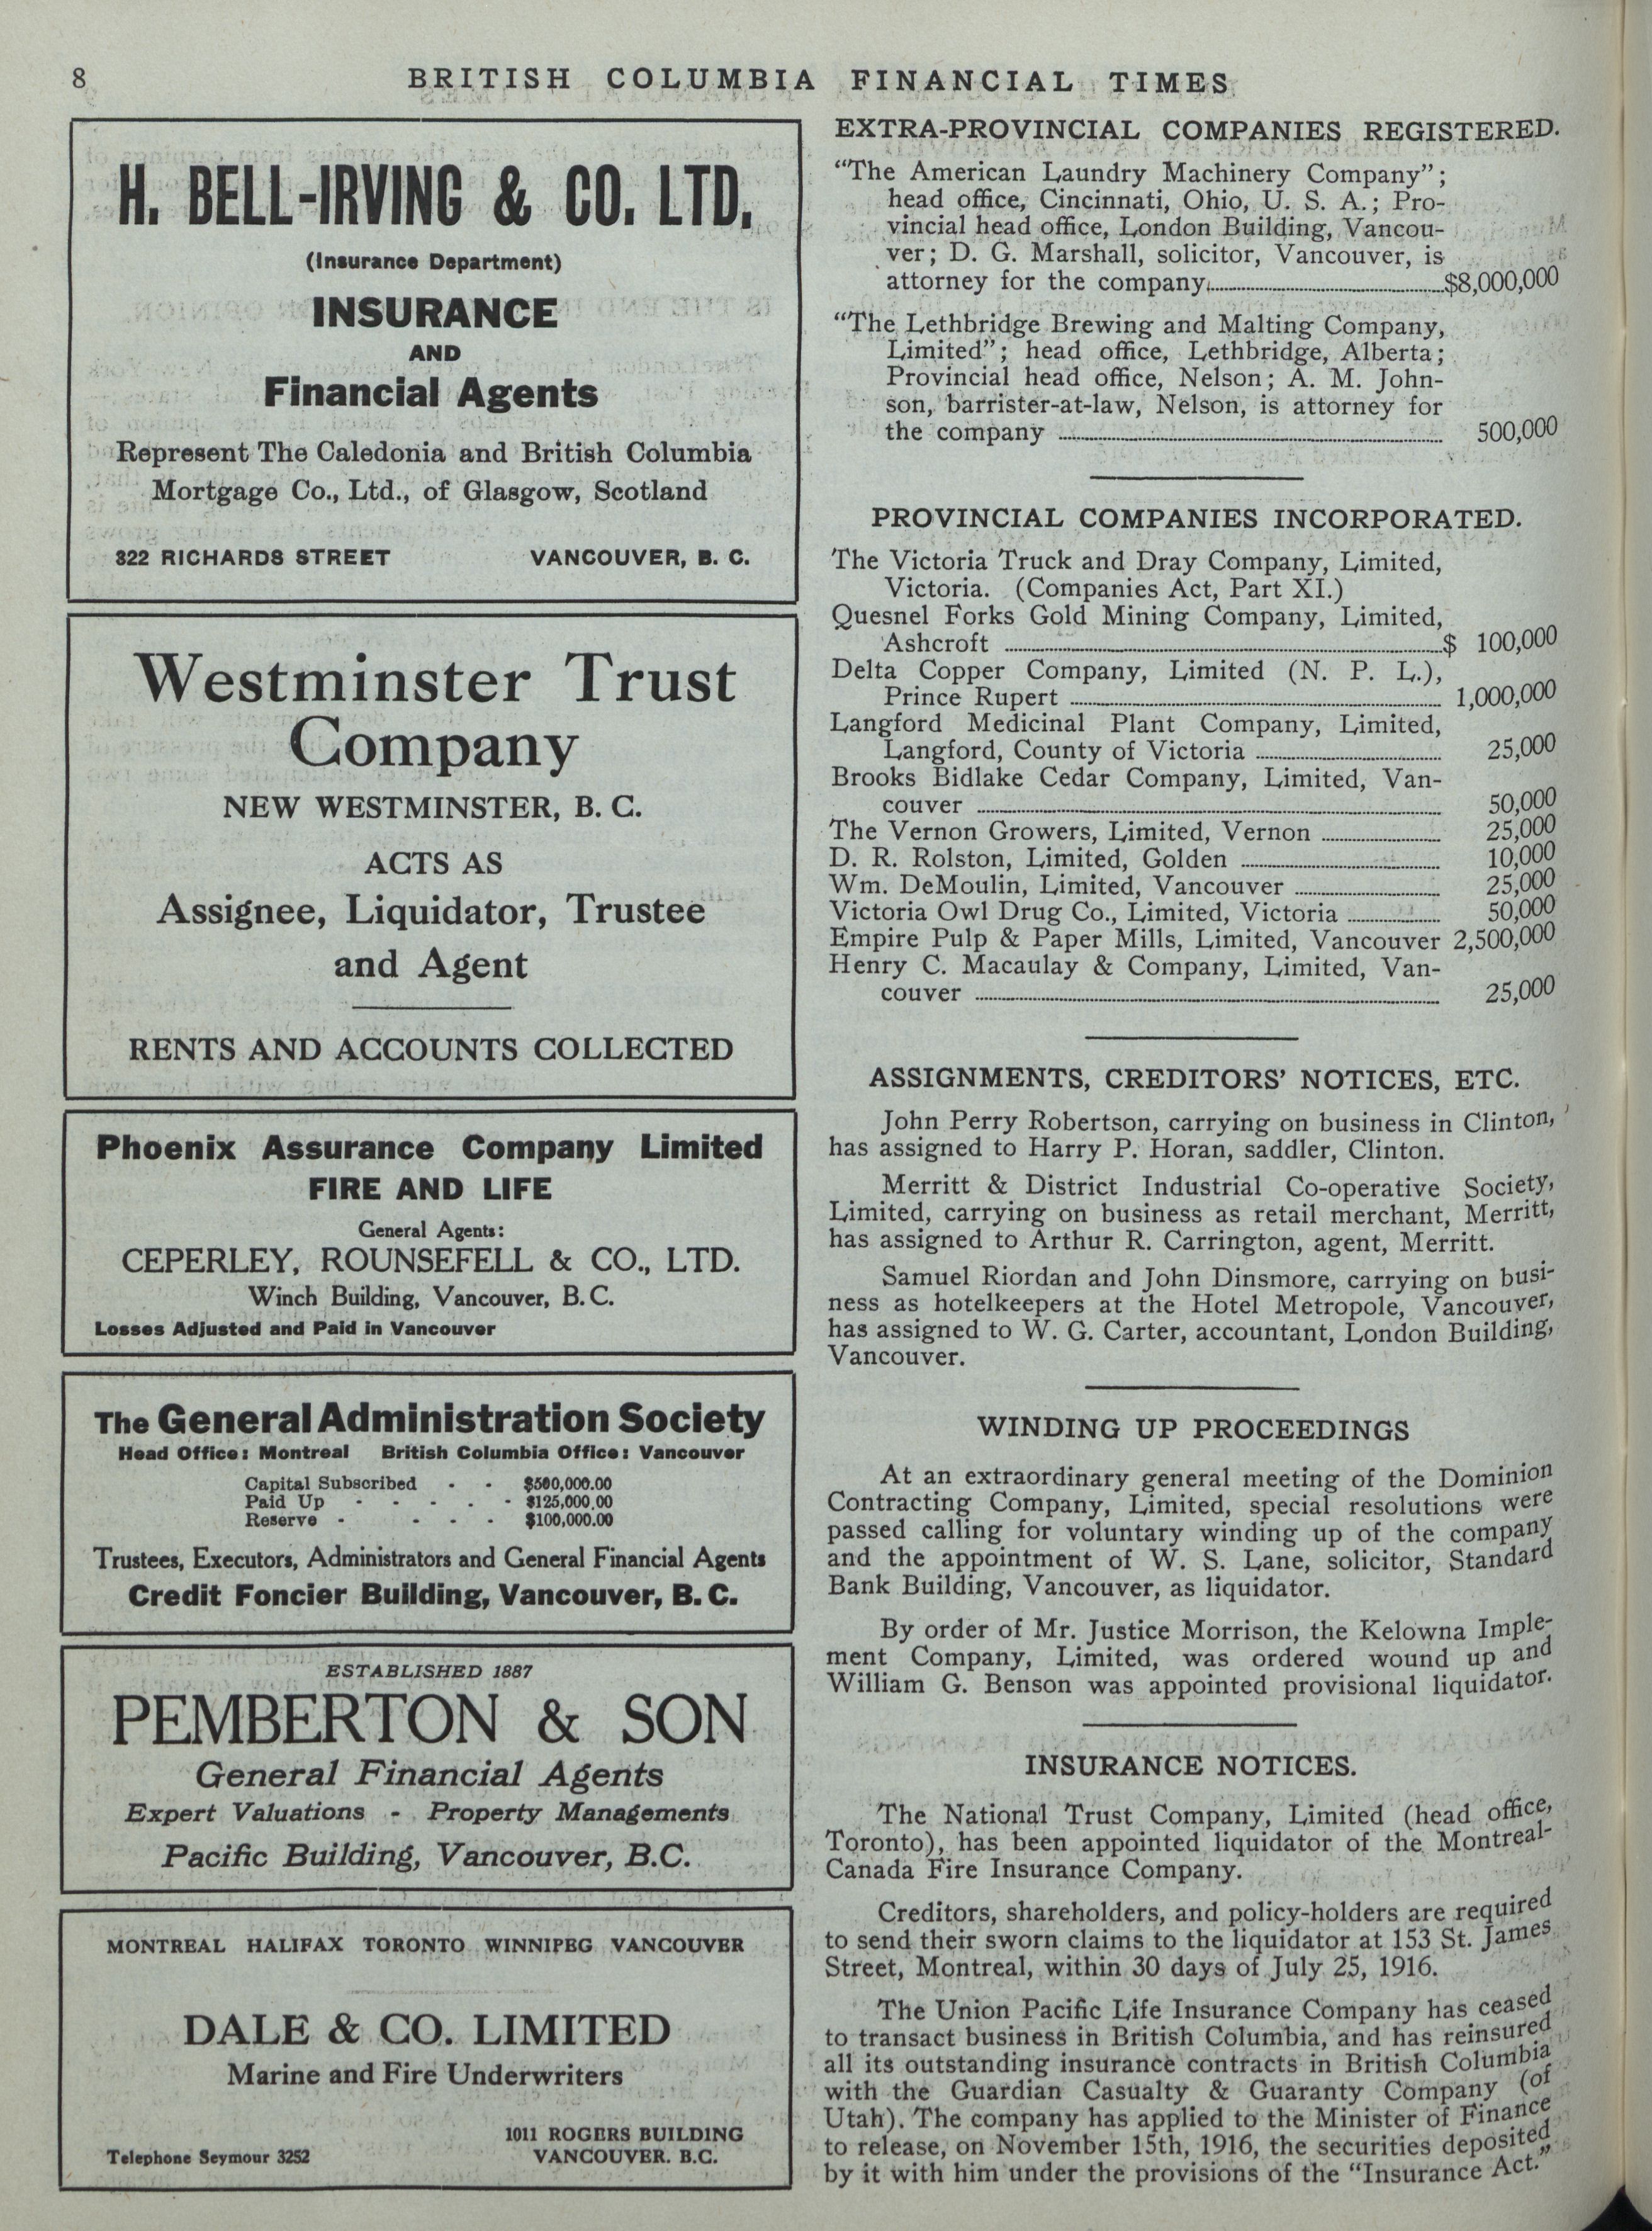 8
BRITISH COLUMBIA FINANCIAL TIMES
H. BELL-IRVING & CO. LTD.
(Insurance Department)
INSURANCE
AND
Financial Agents
Represent The Caledonia and British Columbia
Mortgage Co., Ltd., of Glasgow, Scotland
322 RICHARDS STREET VANCOUVER, B. C.
Westminster Trust
Company
NEW WESTMINSTER, B. C.
ACTS AS
Assignee, Liquidator, Trustee
and Agent
RENTS AND ACCOUNTS COLLECTED
Phoenix Assurance Company Limited
FIRE AND LIFE
General Agents:
CEPERLEY, ROUNSEFELL & CO., LTD.
Winch Building, Vancouver, B.C.
Losses Adjusted and Paid in Vancouver
The General Administration Society
Head Office: Montreal British Columbia Office: Vancouver
Capital Subscribed - - $500,000.00
Paid Up - - - - - $125,000.00
Reserve - - - - $100,000.00
Trustees, Executors, Administrators and General Financial Agents
Credit Foncier Building, Vancouver, B.C.
ESTABLISHED 1887
PEMBERTON & SON
General Financial Agents
Expert Valuations - Property Managements
Pacific Building, Vancouver, B.C.
MONTREAL HALIFAX TORONTO WINNIPEG VANCOUVER
DALE & CO. LIMITED
Marine and Fire Underwriters
1011 ROGERS BUILDING
Telephone Seymour 3252 VANCOUVER. B.C.
EXTRA-PROVINCIAL COMPANIES REGISTERED.
"The American Laundry Machinery Company";
head office, Cincinnati, Ohio, U. S. A.; Pro-
vincial head office, London Building, Vancou-
ver; D. G. Marshall, solicitor, Vancouver, is
attorney for the company $8,000,000
"The Lethbridge Brewing and Malting Company,
Limited"; head office, Lethbridge, Alberta;
Provincial head office, Nelson; A. M. John-
son, barrister-at-law, Nelson, is attorney for
the company 500,000
PROVINCIAL COMPANIES INCORPORATED.
The Victoria Truck and Dray Company, Limited,
Victoria. (Companies Act, Part XI.)
Quesnel Forks Gold Mining Company, Limited,
Ashcroft $ 100,000
Delta Copper Company, Limited (N. P. L.),
Prince Rupert 1,000,000
Langford Medicinal Plant Company, Limited,
Langford, County of Victoria 25,000
Brooks Bidlake Cedar Company, Limited, Van-
couver 50,000
The Vernon Growers, Limited, Vernon 25,000
D. R. Rolston, Limited, Golden 10,000
Wm. DeMoulin, Limited, Vancouver 25,000
Victoria Owl Drug Co., Limited, Victoria 50,000
Empire Pulp & Paper Mills, Limited, Vancouver 2,500,000
Henry C. Macaulay & Company, Limited, Van-
couver 25,000
ASSIGNMENTS, CREDITORS' NOTICES, ETC.
John Perry Robertson, carrying on business in Clinton,
has assigned to Harry P. Horan, saddler, Clinton.
Merritt & District Industrial Co-operative Society,
Limited, carrying on business as retail merchant, Merritt,
has assigned to Arthur R. Carrington, agent, Merritt.
Samuel Riordan and John Dinsmore, carrying on busi-
ness as hotelkeepers at the Hotel Metropole, Vancouver,
has assigned to W. G. Carter, accountant, London Building,
Vancouver.
WINDING UP PROCEEDINGS
At an extraordinary general meeting of the Dominion
Contracting Company, Limited, special resolutions were
passed calling for voluntary winding up of the company
and the appointment of W. S. Lane, solicitor, Standard
Bank Building, Vancouver, as liquidator.
By order of Mr. Justice Morrison, the Kelowna Imple-
ment Company, Limited, was ordered wound up and
William G. Benson was appointed provisional liquidator.
INSURANCE NOTICES.
The National Trust Company, Limited (head office,
Toronto), has been appointed liquidator of the Montreal-
Canada Fire Insurance Company.
Creditors, shareholders, and policy-holders are required
to send their sworn claims to the liquidator at 153 St. James
Street, Montreal, within 30 days of July 25, 1916.
The Union Pacific Life Insurance Company has ceased
to transact business in British Columbia, and has reinsured
all its outstanding insurance contracts in British Columbia
with the Guardian Casualty & Guaranty Company (of
Utah). The company has applied to the Minister of Finance
to release, on November 15th, 1916, the securities deposited
by it with him under the provisions of the "Insurance Act."